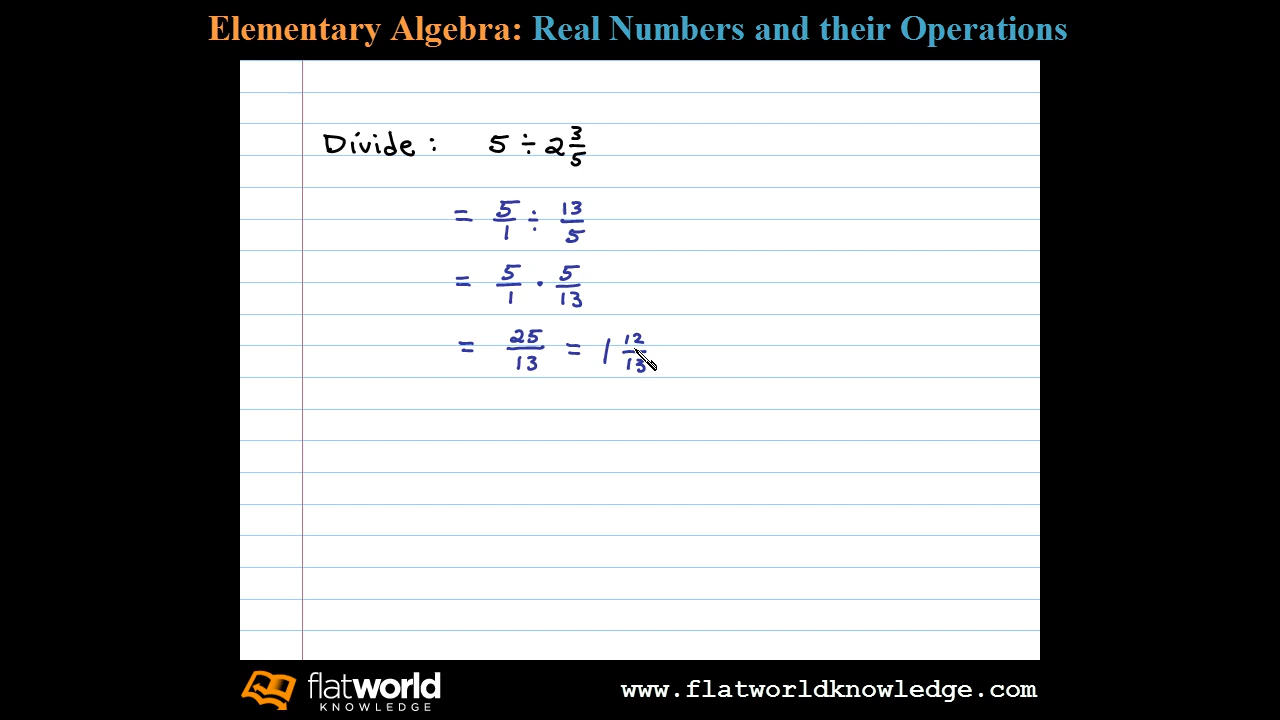 Elementary Algebra: Real Numbers and their Operations
Divide: 5 ÷ 2 3/5
= 5/1 ÷ 13/5
= 5/1 · 5/13
= 25/13 = 1 12/13
flatworld
KNOWLEDGE
www.flatworldknowledge.com